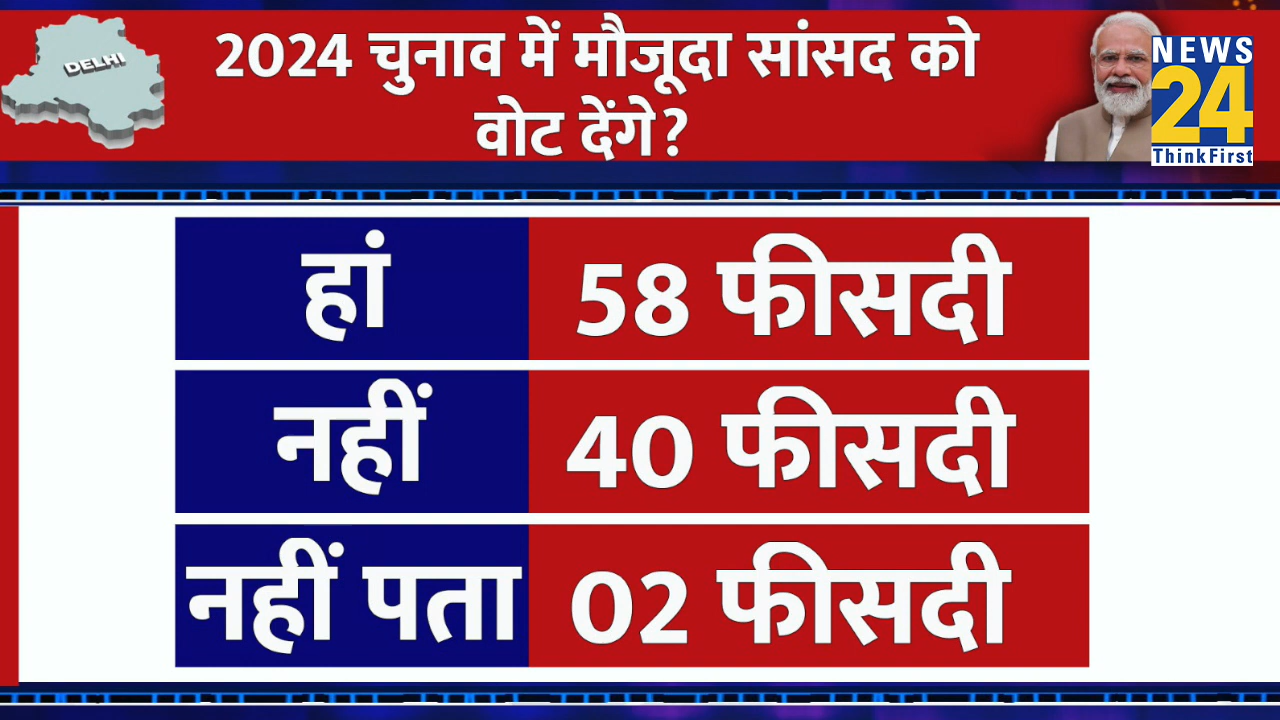 DELHI
2024 चुनाव में मौजूदा सांसद को
वोट देंगे?
NEWS
24
ThinkFirst
हां 58 फीसदी
नहीं 40 फीसदी
नहीं पता 02 फीसदी